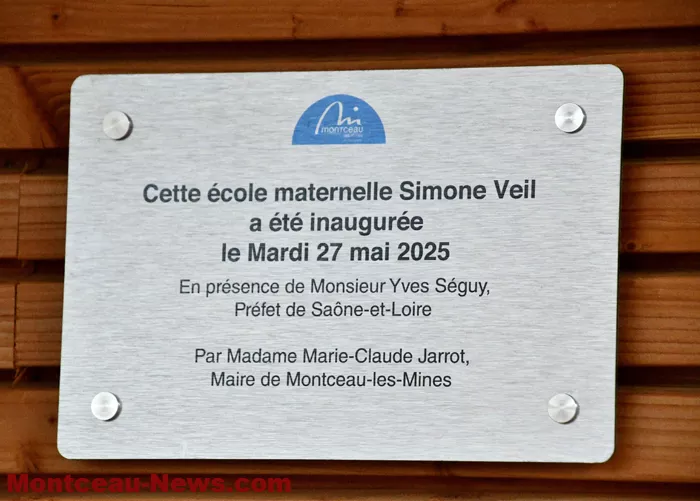 montceau
Cette école maternelle Simone Veil
a été inaugurée
le Mardi 27 mai 2025
En présence de Monsieur Yves Séguy,
Préfet de Saône-et-Loire
Par Madame Marie-Claude Jarrot,
Maire de Montceau-les-Mines
Montceau-News.com